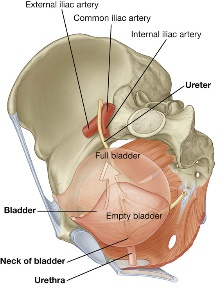 External iliac artery
Common iliac artery
Internal iliac artery
Ureter
Full bladder
Bladder
Empty bladder
Neck of bladder
Urethra